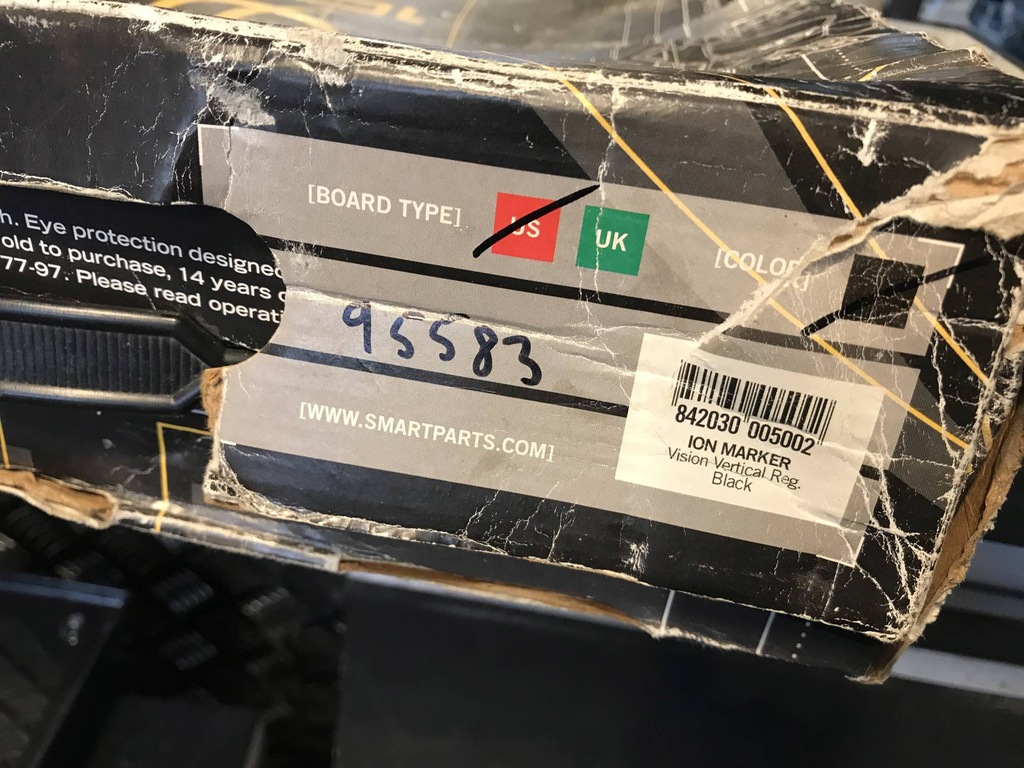 [BOARD TYPE] US UK
[COLOR]
h. Eye protection designed
old to purchase, 14 years
77-97. Please read operati
95583
[WWW.SMARTPARTS.COM]
842030 005002
ION MARKER
Vision Vertical Reg.
Black